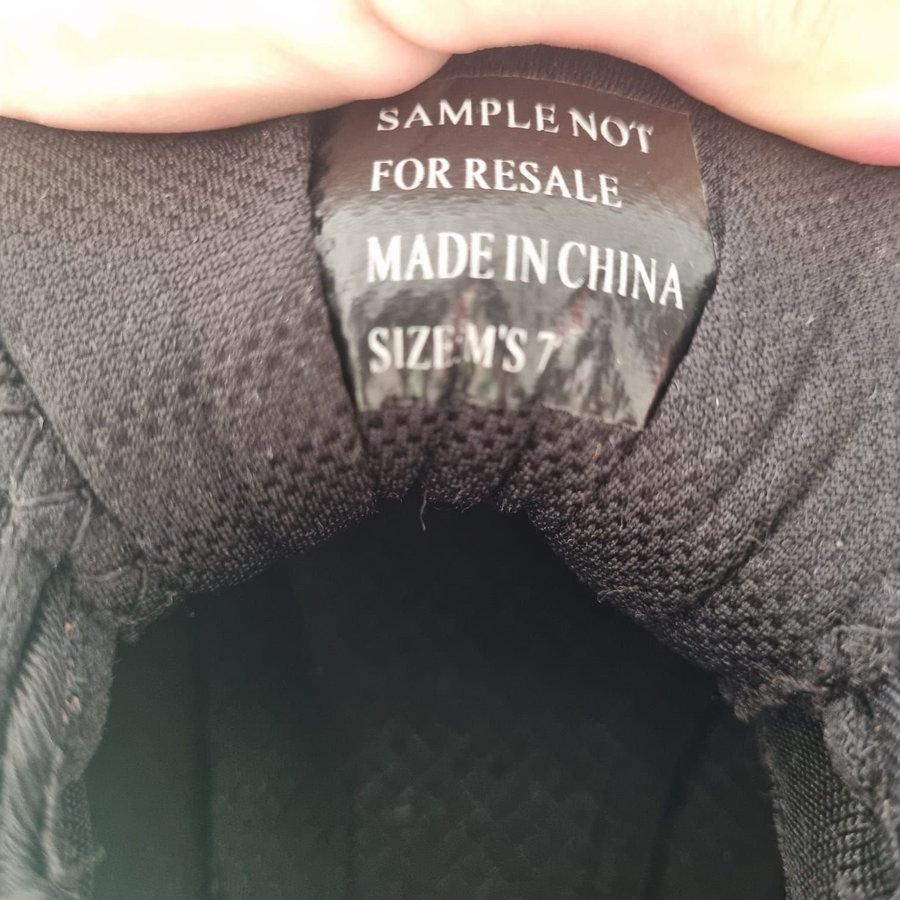 SAMPLE NOT
FOR RESALE
MADE IN CHINA
SIZE:M'S 7